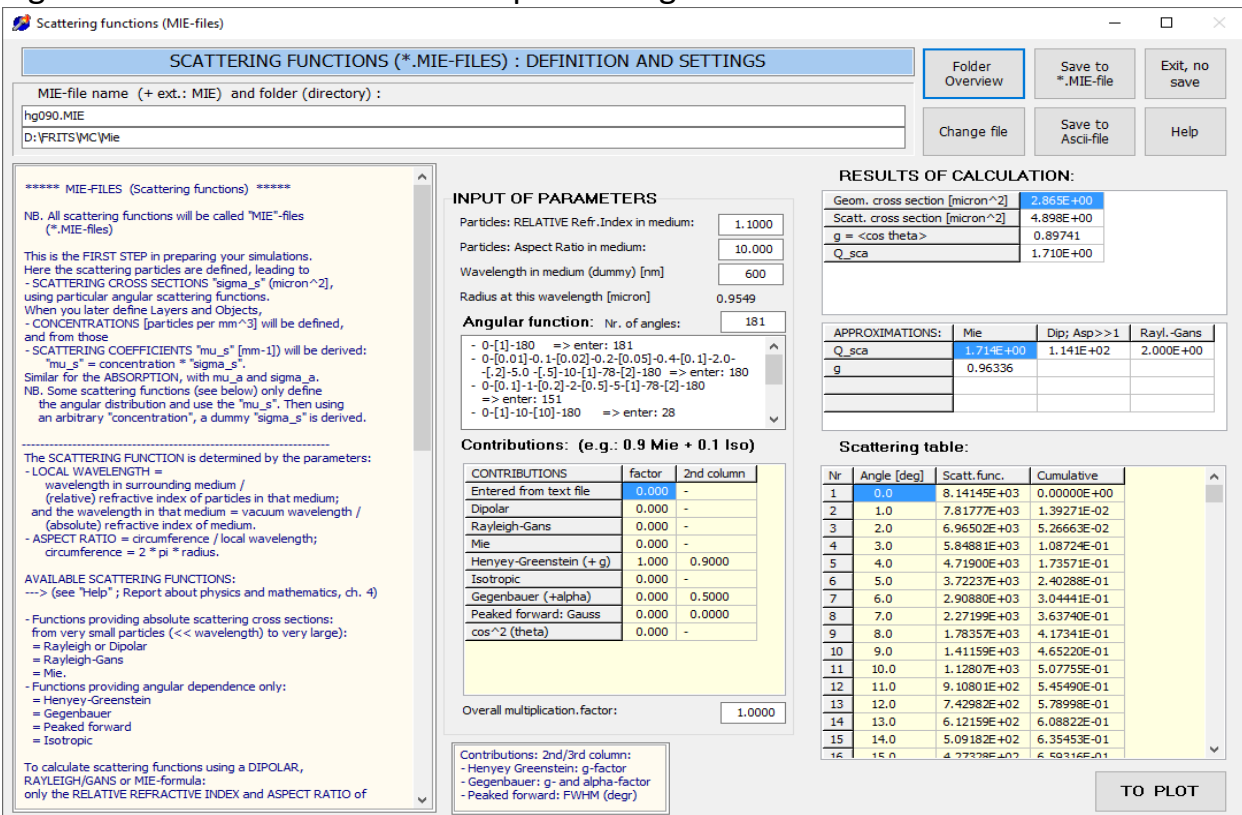 Scattering functions (MIE-files)
SCATTERING FUNCTIONS (*.MIE-FILES) : DEFINITION AND SETTINGS
Folder Overview
Save to *.MIE-file
Exit, no save
MIE-file name (+ ext.: MIE) and folder (directory) :
hg090.MIE
D:\FRITS\MC\Mie
Change file
Save to Ascii-file
Help
***** MIE-FILES (Scattering functions) *****
NB. All scattering functions will be called "MIE"-files
(*.MIE-files)
This is the FIRST STEP in preparing your simulations.
Here the scattering particles are defined, leading to
- SCATTERING CROSS SECTIONS "sigma_s" (micron^2],
using particular angular scattering functions.
When you later define Layers and Objects,
- CONCENTRATIONS [particles per mm^3] will be defined,
and from those
- SCATTERING COEFFICIENTS "mu_s" [mm-1]) will be derived:
"mu_s" = concentration * "sigma_s".
Similar for the ABSORPTION, with mu_a and sigma_a.
NB. Some scattering functions (see below) only define
the angular distribution and use the "mu_s". Then using
an arbitrary "concentration", a dummy "sigma_s" is derived.
-----------------------------------------------------------------------
The SCATTERING FUNCTION is determined by the parameters:
- LOCAL WAVELENGTH =
wavelength in surrounding medium /
(relative) refractive index of particles in that medium;
and the wavelength in that medium = vacuum wavelength /
(absolute) refractive index of medium.
- ASPECT RATIO = circumference / local wavelength;
circumference = 2 * pi * radius.
AVAILABLE SCATTERING FUNCTIONS:
---> (see "Help" ; Report about physics and mathematics, ch. 4)
- Functions providing absolute scattering cross sections:
from very small particles (<< wavelength) to very large):
= Rayleigh or Dipolar
= Rayleigh-Gans
= Mie.
- Functions providing angular dependence only:
= Henyey-Greenstein
= Gegenbauer
= Peaked forward
= Isotropic
To calculate scattering functions using a DIPOLAR,
RAYLEIGH/GANS or MIE-formula:
only the RELATIVE REFRACTIVE INDEX and ASPECT RATIO of
INPUT OF PARAMETERS
Particles: RELATIVE Refr.Index in medium: 1.1000
Particles: Aspect Ratio in medium: 10.000
Wavelength in medium (dummy) [nm] 600
Radius at this wavelength [micron] 0.9549
Angular function: Nr. of angles: 181
- 0-[1]-180 => enter: 181
- 0-[0.01]-0.1-[0.02]-0.2-[0.05]-0.4-[0.1]-2.0-
-[.2]-5.0 -[.5]-10-[1]-78-[2]-180 => enter: 180
- 0-[0.1]-1-[0.2]-2-[0.5]-5-[1]-78-[2]-180
=> enter: 151
- 0-[1]-10-[10]-180 => enter: 28
Contributions: (e.g.: 0.9 Mie + 0.1 Iso)
CONTRIBUTIONS factor 2nd column
Entered from text file 0.000 -
Dipolar 0.000 -
Rayleigh-Gans 0.000 -
Mie 0.000 -
Henyey-Greenstein (+ g) 1.000 0.9000
Isotropic 0.000 -
Gegenbauer (+alpha) 0.000 0.5000
Peaked forward: Gauss 0.000 0.0000
cos^2 (theta) 0.000 -
Overall multiplication.factor: 1.0000
Contributions: 2nd/3rd column:
- Henyey Greenstein: g-factor
- Gegenbauer: g- and alpha-factor
- Peaked forward: FWHM (degr)
RESULTS OF CALCULATION:
Geom. cross section [micron^2] 2.865E+00
Scatt. cross section [micron^2] 4.898E+00
g = <cos theta> 0.89741
Q_sca 1.710E+00
APPROXIMATIONS: Mie Dip; Asp>>1 Rayl.-Gans
Q_sca 1.714E+00 1.141E+02 2.000E+00
g 0.96336
Scattering table:
Nr Angle [deg] Scatt.func. Cumulative
1 0.0 8.14145E+03 0.00000E+00
2 1.0 7.81777E+03 1.39271E-02
3 2.0 6.96502E+03 5.26663E-02
4 3.0 5.84881E+03 1.08724E-01
5 4.0 4.71900E+03 1.73571E-01
6 5.0 3.72237E+03 2.40288E-01
7 6.0 2.90880E+03 3.04441E-01
8 7.0 2.27199E+03 3.63740E-01
9 8.0 1.78357E+03 4.17341E-01
10 9.0 1.41159E+03 4.65220E-01
11 10.0 1.12807E+03 5.07755E-01
12 11.0 9.10801E+02 5.45490E-01
13 12.0 7.42982E+02 5.78998E-01
14 13.0 6.12159E+02 6.08822E-01
15 14.0 5.09182E+02 6.35453E-01
16 15.0 4.27328E+02 6.59316E-01
TO PLOT